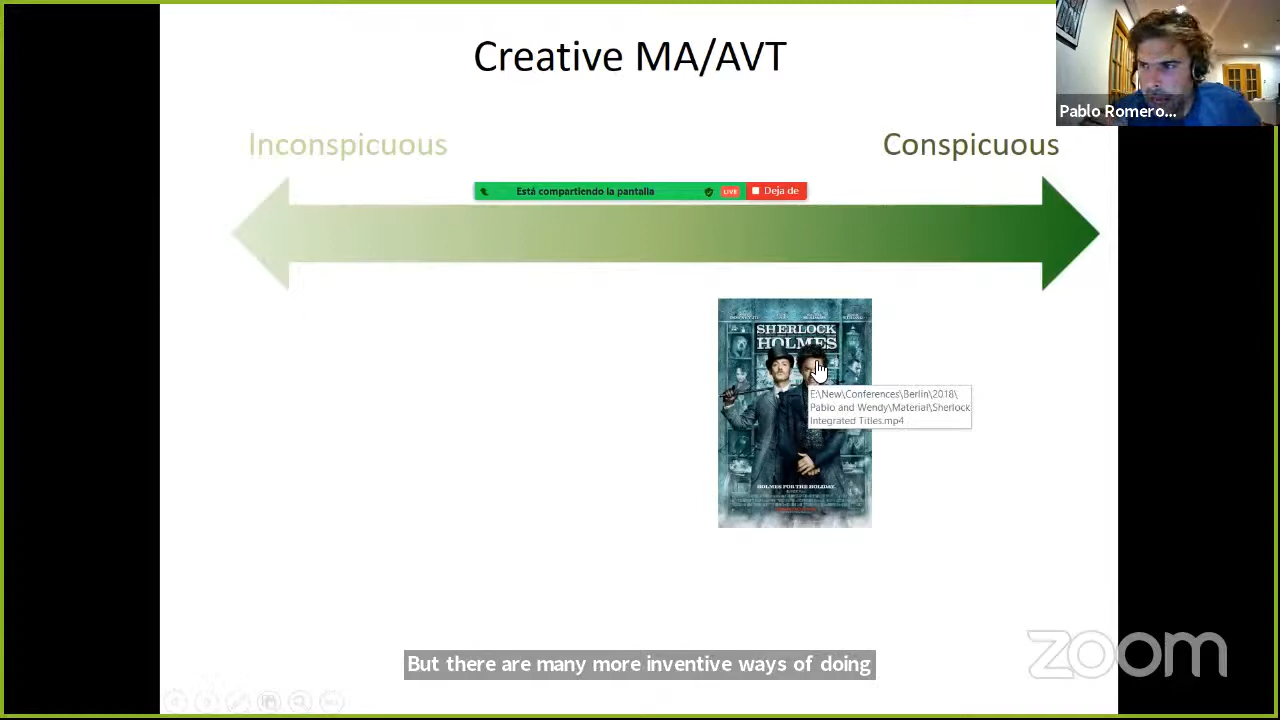 Creative MA/AVT
Pablo Romero...
Inconspicuous
Conspicuous
Está compartiendo la pantalla
LIVE
Deja de
SHERLOCK
HOLMES
E:\New\Conferences\Berlin\2018\
Pablo and Wendy\Material\Sherlock
Integrated Titles.mp4
HOLMES FOR THE HOLIDAY.
But there are many more inventive ways of doing
zoom